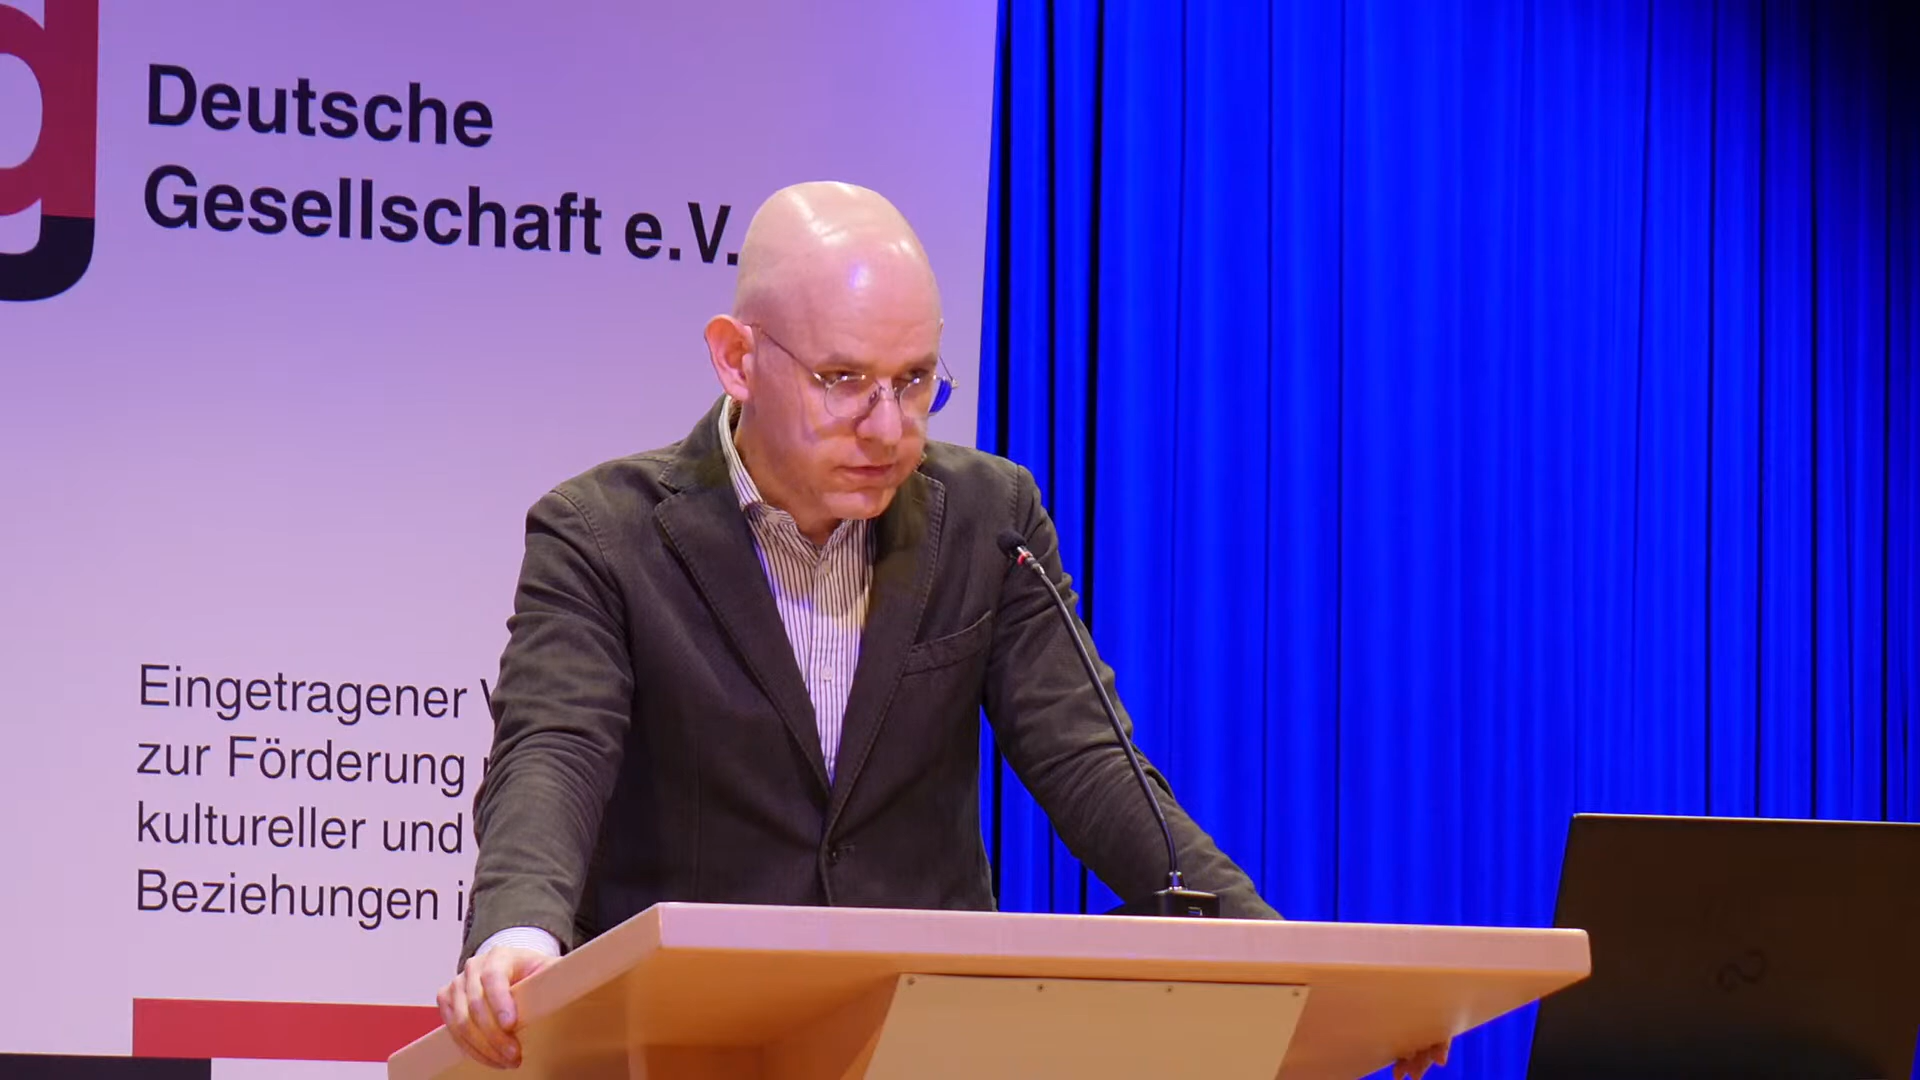 Deutsche
Gesellschaft e.V.
Eingetragener
zur Förderung
kultureller und
Beziehungen